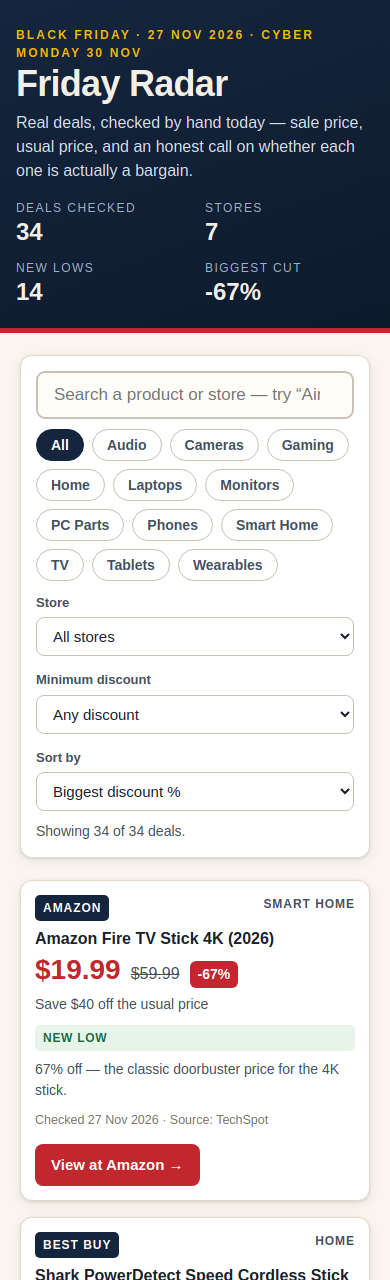 BLACK FRIDAY · 27 NOV 2026 · CYBER
MONDAY 30 NOV
Friday Radar
Real deals, checked by hand today — sale price,
usual price, and an honest call on whether each
one is actually a bargain.
DEALS CHECKED
34
STORES
7
NEW LOWS
14
BIGGEST CUT
-67%
Search a product or store — try “Air
All
Audio
Cameras
Gaming
Home
Laptops
Monitors
PC Parts
Phones
Smart Home
TV
Tablets
Wearables
Store
All stores
Minimum discount
Any discount
Sort by
Biggest discount %
Showing 34 of 34 deals.
AMAZON
SMART HOME
Amazon Fire TV Stick 4K (2026)
$19.99 $59.99 -67%
Save $40 off the usual price
NEW LOW
67% off — the classic doorbuster price for the 4K
stick.
Checked 27 Nov 2026 · Source: TechSpot
View at Amazon →
BEST BUY
HOME
Shark PowerDetect Speed Cordless Stick